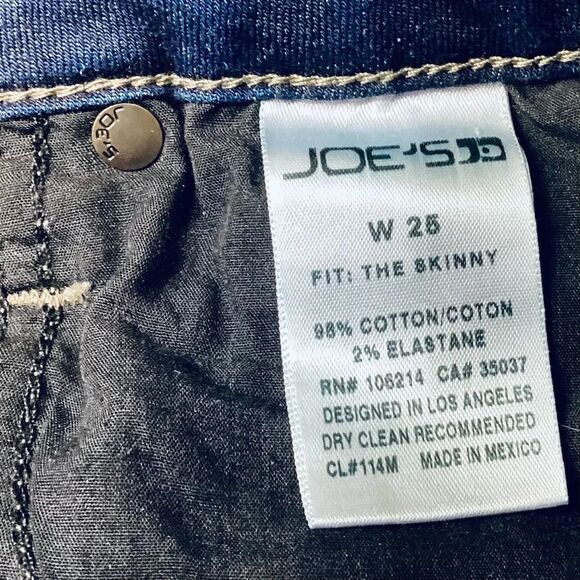 JOE'S
JOE'S
W 25
FIT: THE SKINNY
98% COTTON/COTON
2% ELASTANE
RN# 106214 CA# 35037
DESIGNED IN LOS ANGELES
DRY CLEAN RECOMMENDED
CL#114M MADE IN MEXICO